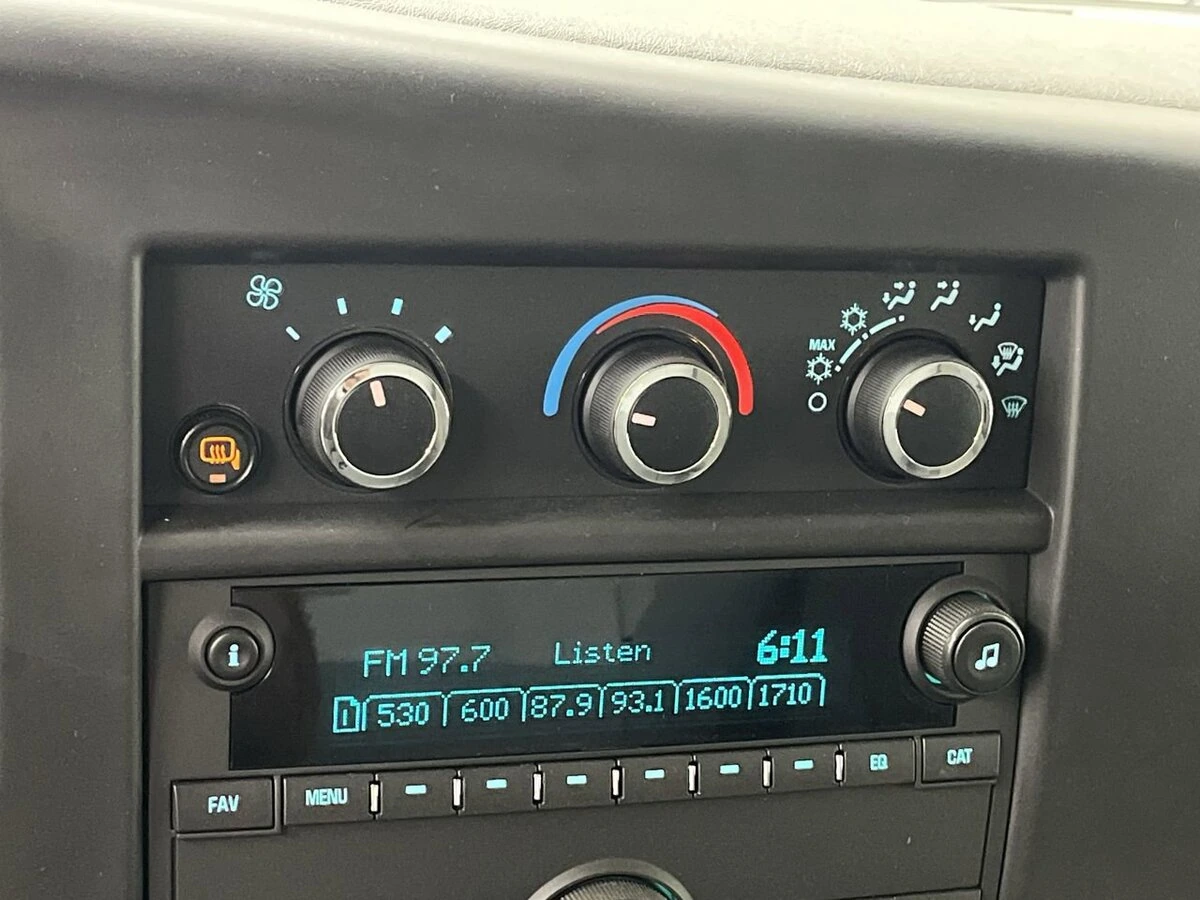 MAX
i
FM 97.7 Listen 6:11
1 530 600 87.9 93.1 1600 1710
FAV MENU EQ CAT